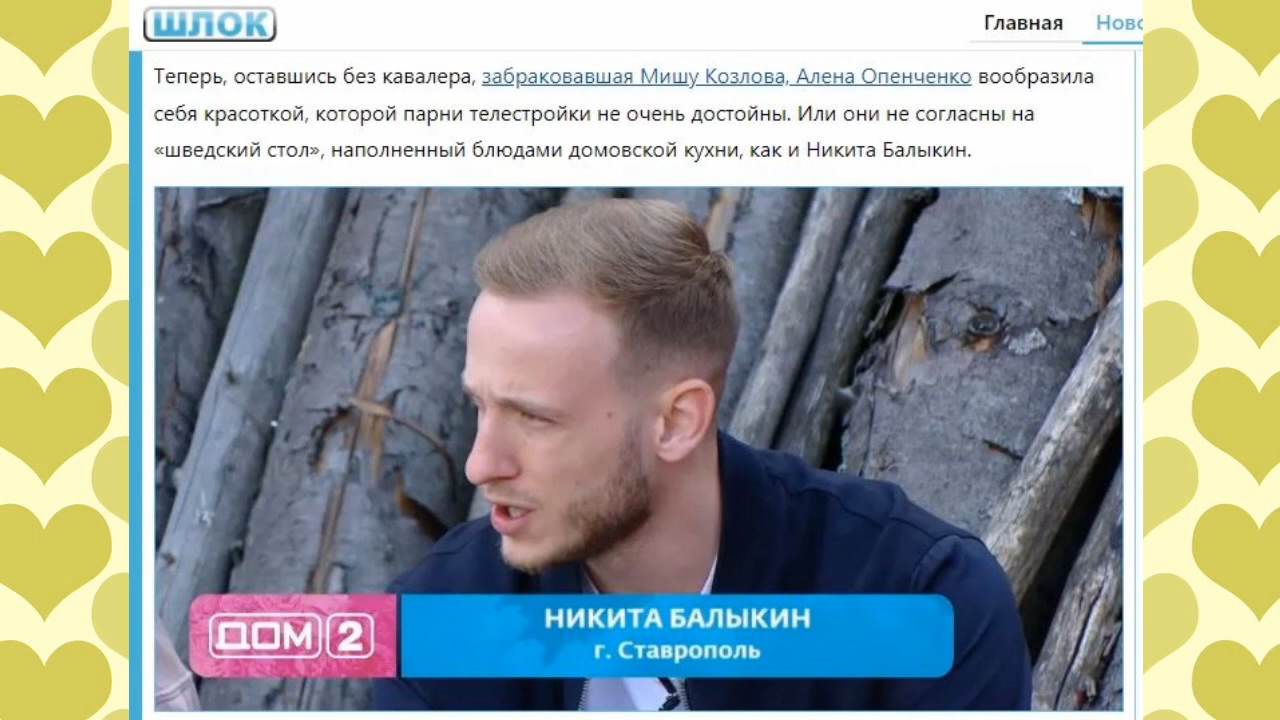 ШЛОК
Главная Ново
Теперь, оставшись без кавалера, забраковавшая Мишу Козлова, Алена Опенченко вообразила
себя красоткой, которой парни телестройки не очень достойны. Или они не согласны на
«шведский стол», наполненный блюдами домовской кухни, как и Никита Балыкин.
ДОМ 2
НИКИТА БАЛЫКИН
г. Ставрополь